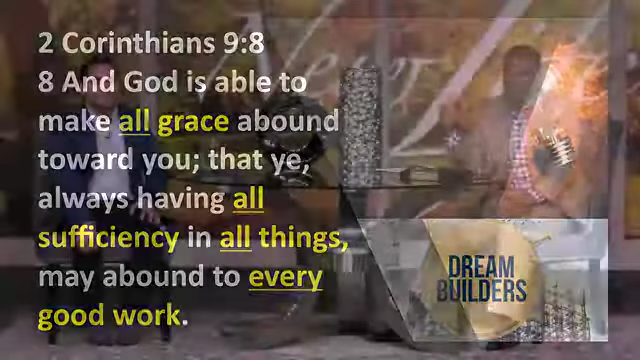 2 Corinthians 9:8
8 And God is able to
make all grace abound
toward you; that ye,
always having all
sufficiency in all things,
may abound to every
good work.
DREAM
BUILDERS